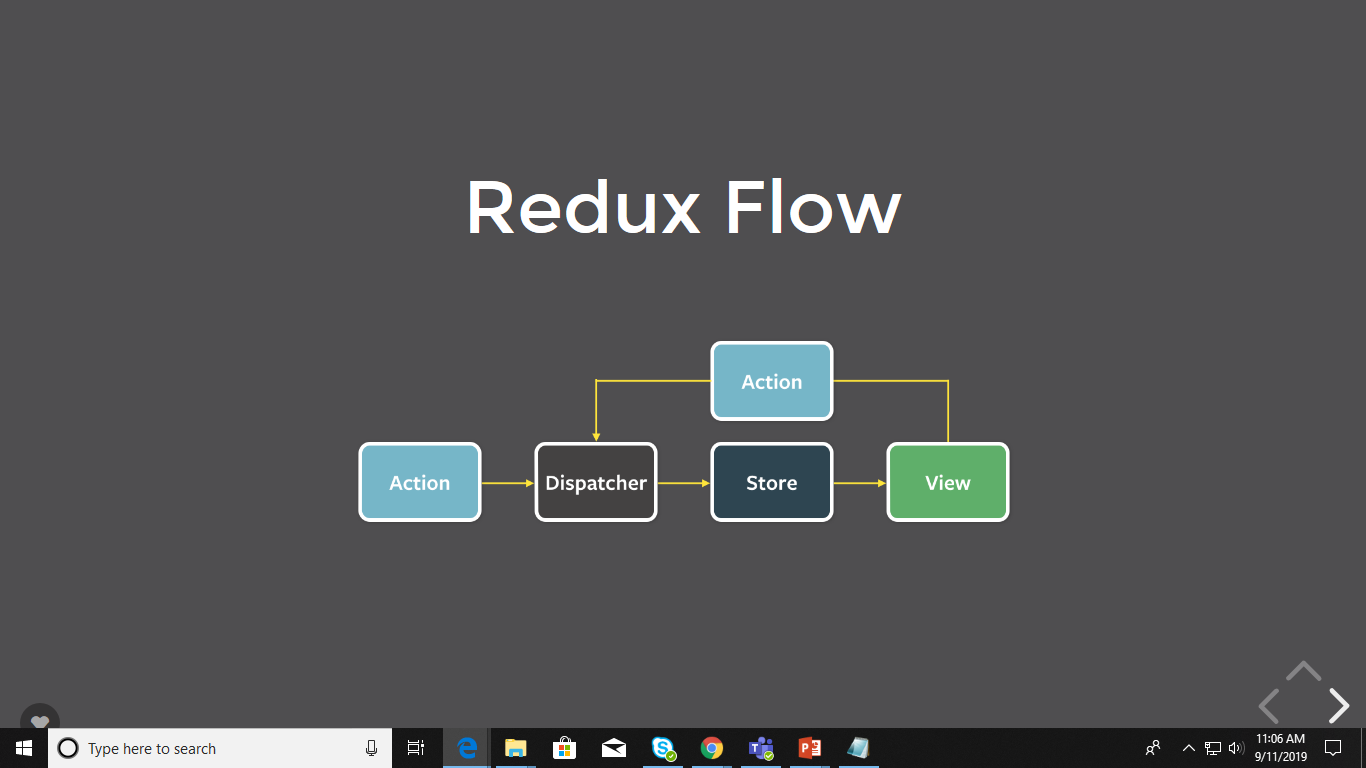 Redux Flow
Action
Action
Dispatcher
Store
View
Type here to search
11:06 AM
9/11/2019